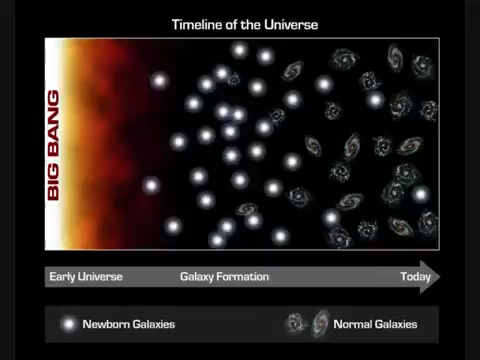 Timeline of the Universe
BIG BANG
Early Universe Galaxy Formation Today
Newborn Galaxies Normal Galaxies